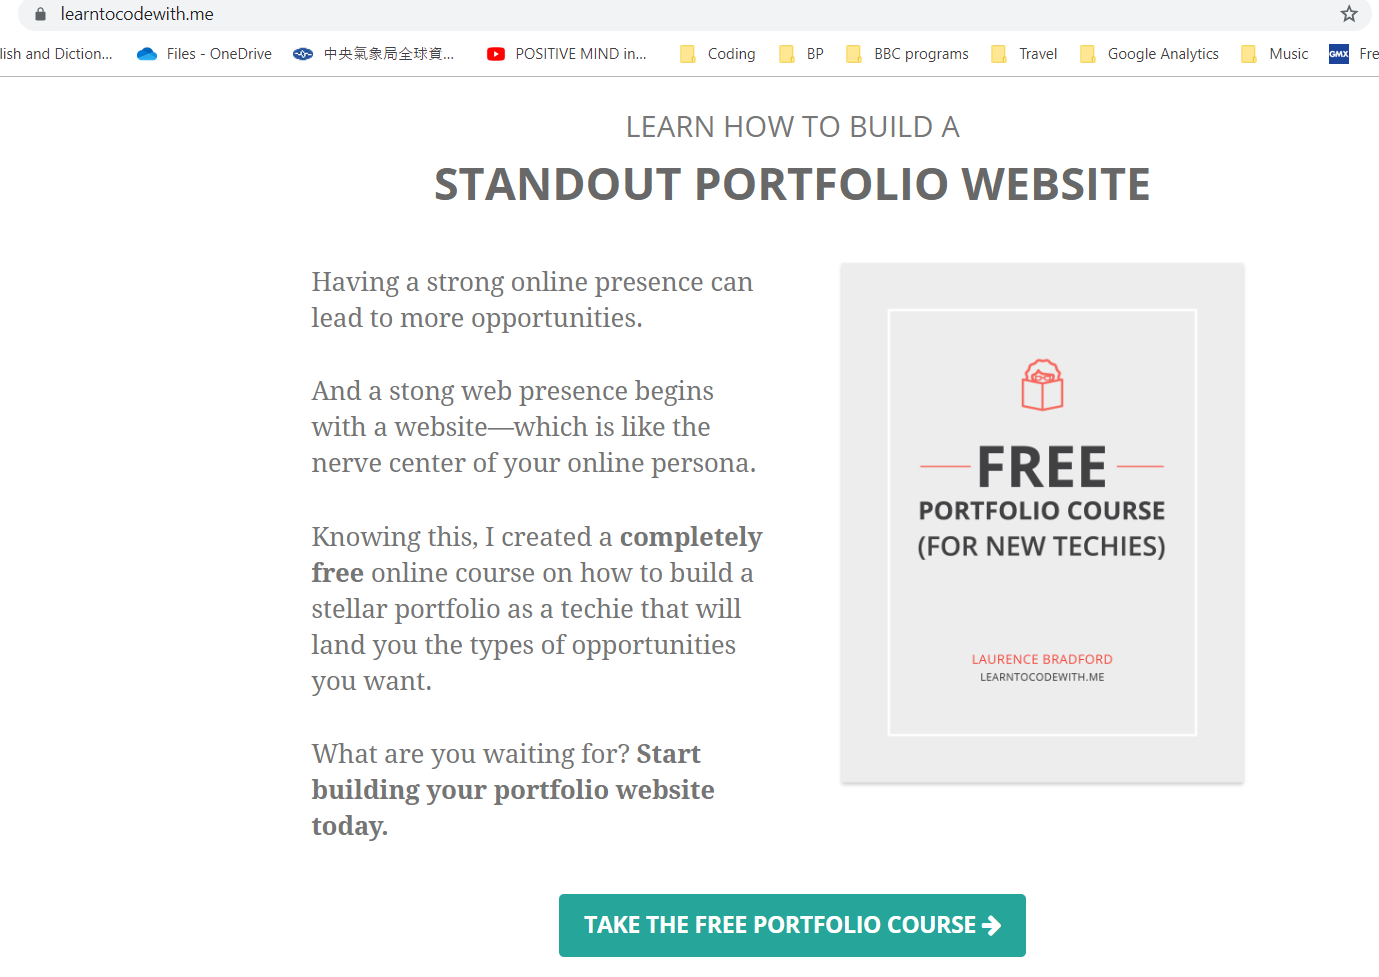 learntocodewith.me
lish and Diction... Files - OneDrive 中央氣象局全球資... POSITIVE MIND in... Coding BP BBC programs Travel Google Analytics Music GMX Fre
LEARN HOW TO BUILD A
STANDOUT PORTFOLIO WEBSITE
Having a strong online presence can
lead to more opportunities.
And a stong web presence begins
with a website—which is like the
nerve center of your online persona.
Knowing this, I created a completely
free online course on how to build a
stellar portfolio as a techie that will
land you the types of opportunities
you want.
What are you waiting for? Start
building your portfolio website
today.
FREE
PORTFOLIO COURSE
(FOR NEW TECHIES)
LAURENCE BRADFORD
LEARNTOCODEWITH.ME
TAKE THE FREE PORTFOLIO COURSE